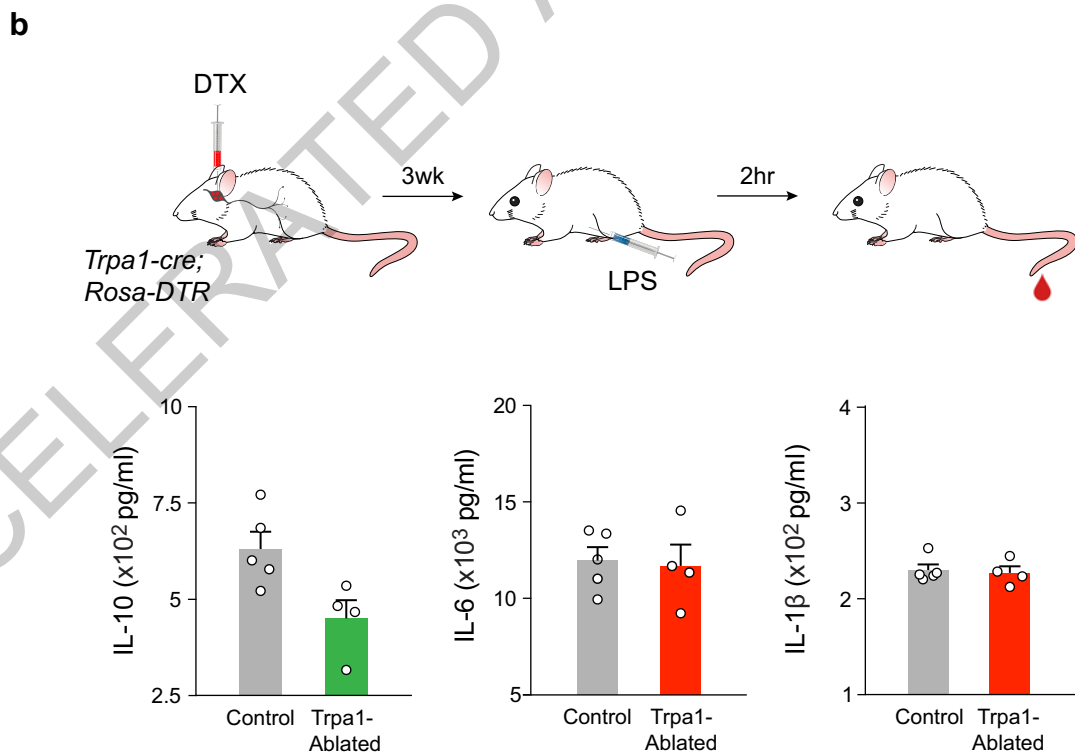 b
DTX
3wk
2hr
Trpa1-cre;
Rosa-DTR
LPS
CELERATED A
IL-10 (x10² pg/ml)
10
7.5
5
2.5
Control
Trpa1-
Ablated
IL-6 (x10³ pg/ml)
20
15
10
5
Control
Trpa1-
Ablated
IL-1β (x10² pg/ml)
4
3
2
1
Control
Trpa1-
Ablated